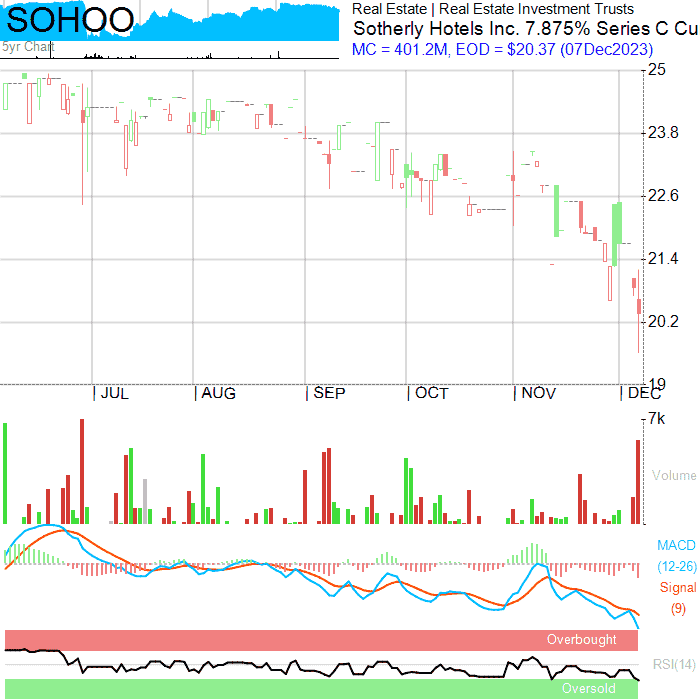 SOHOO
5yr Chart
Real Estate | Real Estate Investment Trusts
Sotherly Hotels Inc. 7.875% Series C Cu
MC = 401.2M, EOD = $20.37 (07Dec2023)
25
23.8
22.6
21.4
20.2
19
JUL AUG SEP OCT NOV DEC
7k
Volume
MACD
(12-26)
Signal
(9)
Overbought
RSI(14)
Oversold